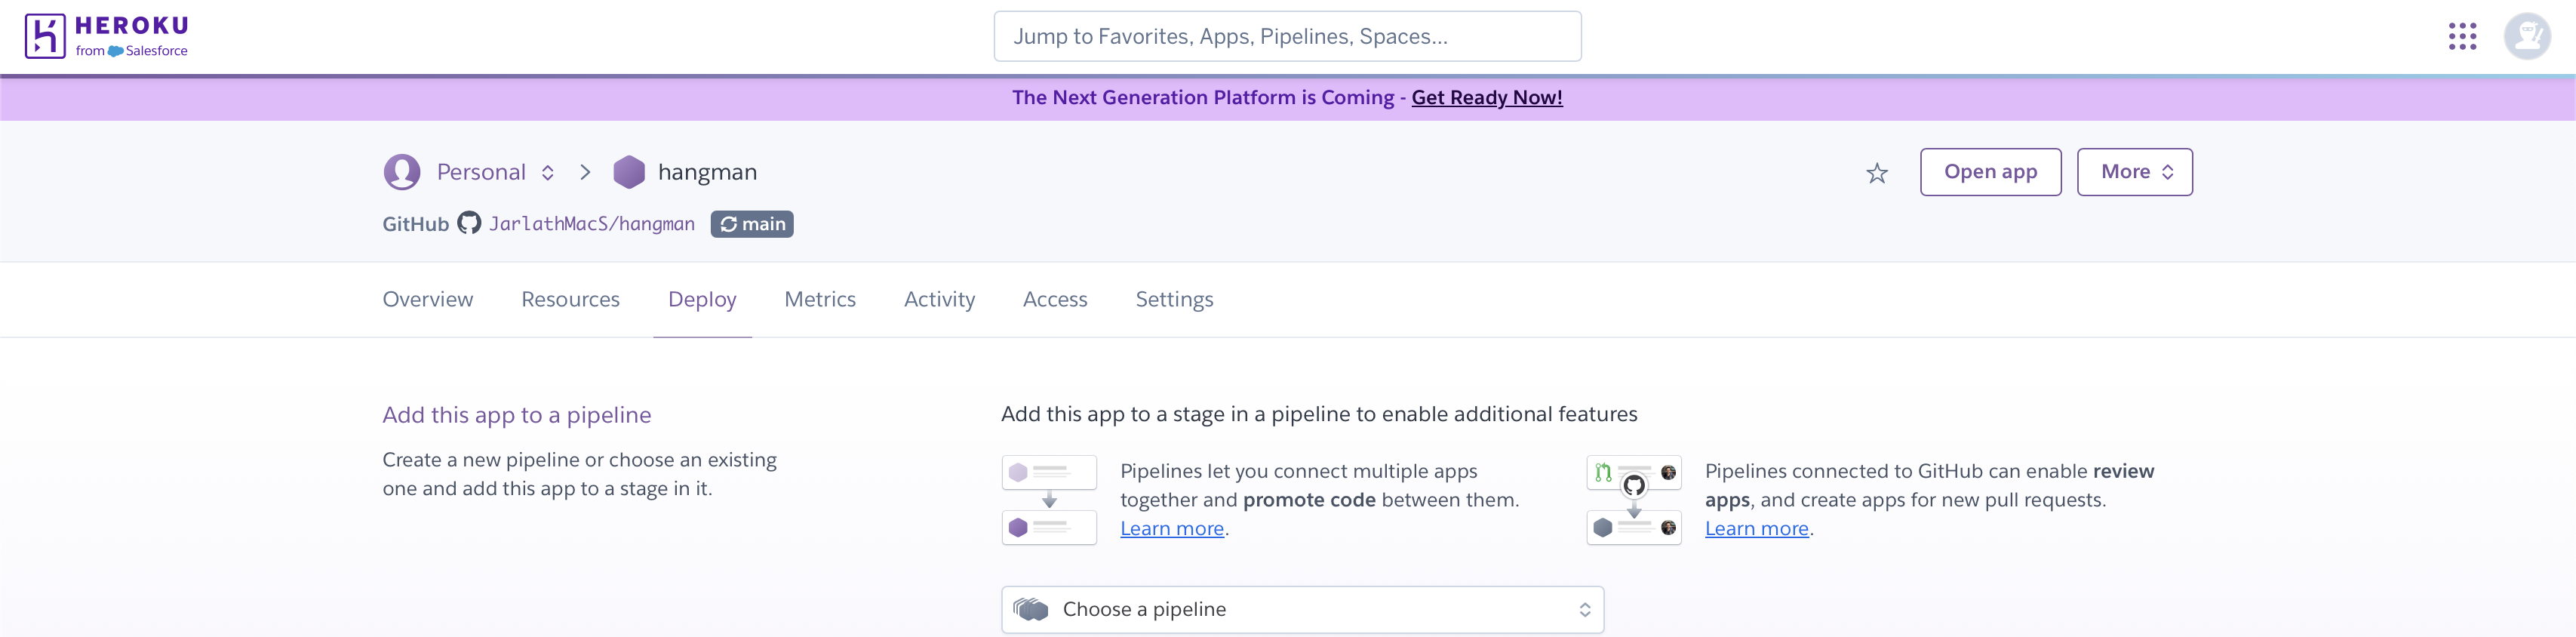 HEROKU
from Salesforce
Jump to Favorites, Apps, Pipelines, Spaces...
The Next Generation Platform is Coming - Get Ready Now!
Personal
hangman
Open app
More
GitHub JarlathMacS/hangman main
Overview Resources Deploy Metrics Activity Access Settings
Add this app to a pipeline
Create a new pipeline or choose an existing
one and add this app to a stage in it.
Add this app to a stage in a pipeline to enable additional features
Pipelines let you connect multiple apps
together and promote code between them.
Learn more.
Pipelines connected to GitHub can enable review
apps, and create apps for new pull requests.
Learn more.
Choose a pipeline